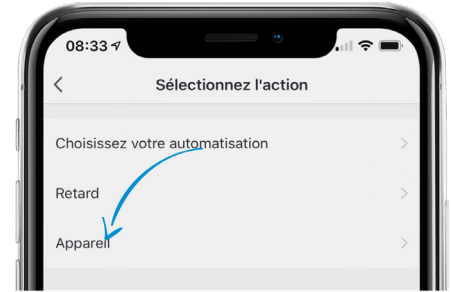 08:33
Sélectionnez l'action
Choisissez votre automatisation
Retard
Appareil